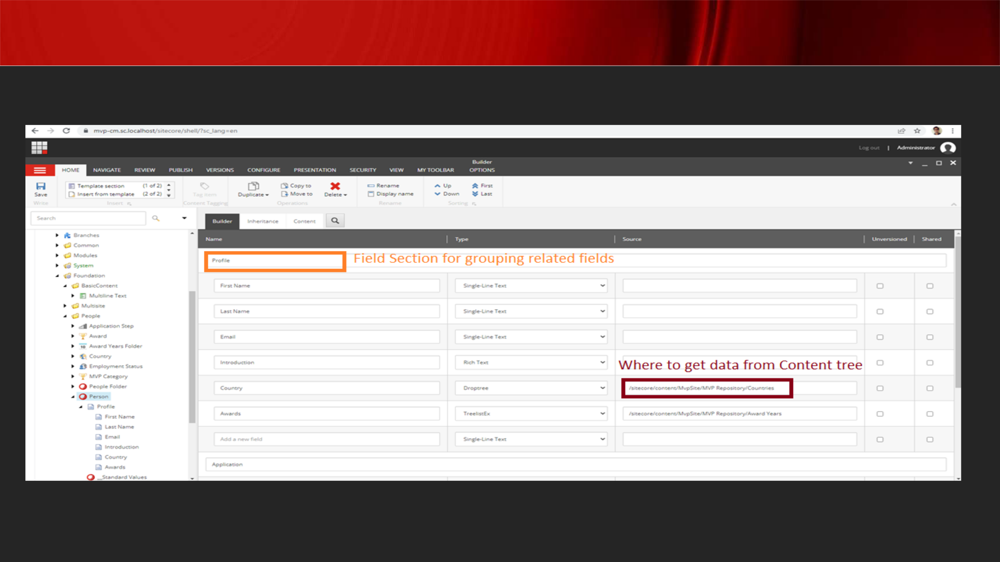 mvp-cm.sc.localhost/sitecore/shell/?sc_lang=en
Log out | Administrator
Builder
HOME NAVIGATE REVIEW PUBLISH VERSIONS CONFIGURE PRESENTATION SECURITY VIEW MY TOOLBAR OPTIONS
Template section (1 of 2) Copy to Rename Up First
Save Insert from template (2 of 2) Tag item Duplicate Move to Delete Display name Down Last
Write Insert Content Tagging Operations Rename Sorting
Search
Builder Inheritance Content
Name Type Source Unversioned Shared
Profile Field Section for grouping related fields
First Name Single-Line Text
Last Name Single-Line Text
Email Single-Line Text
Introduction Rich Text Where to get data from Content tree
Country Droptree /sitecore/content/MvpSite/MVP Repository/Countries
Awards TreelistEx /sitecore/content/MvpSite/MVP Repository/Award Years
Add a new field Single-Line Text
Application
Branches
Common
Modules
System
Foundation
BasicContent
Multiline Text
Multisite
People
Application Step
Award
10 Award Years Folder
Country
Employment Status
MVP Category
People Folder
Person
Profile
First Name
Last Name
Email
Introduction
Country
Awards
__Standard Values